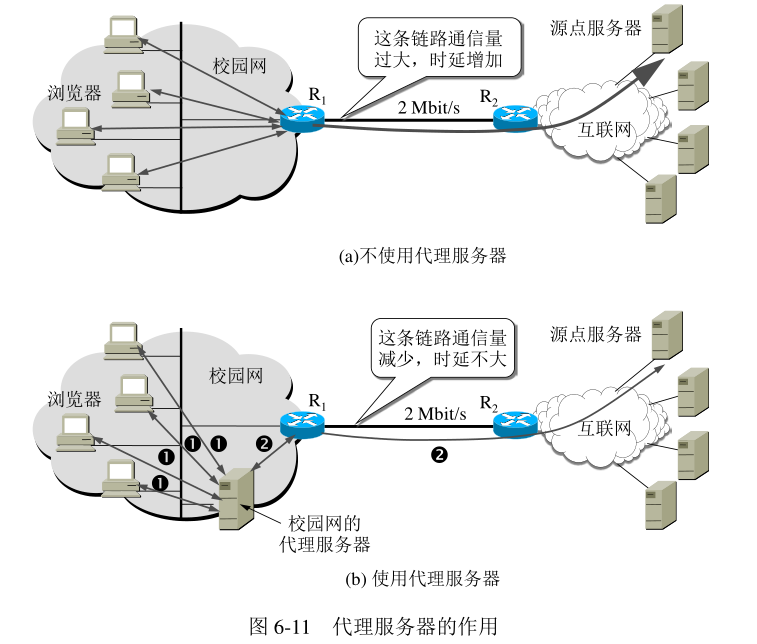 源点服务器
这条链路通信量
过大，时延增加
校园网
浏览器
R1
2 Mbit/s
R2
互联网
(a)不使用代理服务器
源点服务器
这条链路通信量
减少，时延不大
校园网
浏览器
R1
2 Mbit/s
R2
互联网
❶
❶
❶
❷
❷
❶
校园网的
代理服务器
(b) 使用代理服务器
图 6-11 代理服务器的作用